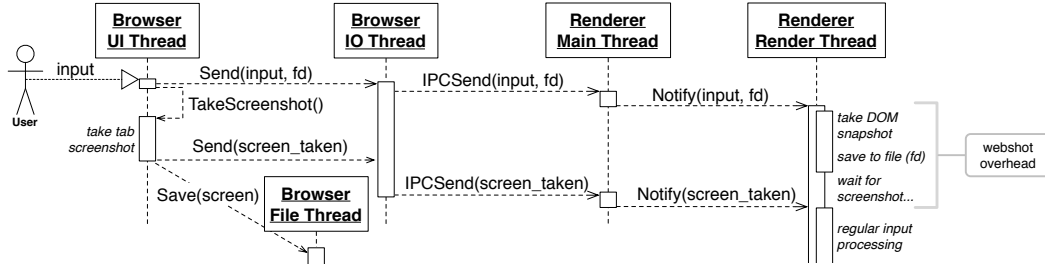 Browser
UI Thread
Browser
IO Thread
Renderer
Main Thread
Renderer
Render Thread
input
User
Send(input, fd)
IPCSend(input, fd)
Notify(input, fd)
TakeScreenshot()
take tab
screenshot
Send(screen_taken)
IPCSend(screen_taken)
Notify(screen_taken)
Save(screen)
Browser
File Thread
take DOM
snapshot
save to file (fd)
wait for
screenshot...
regular input
processing
webshot
overhead